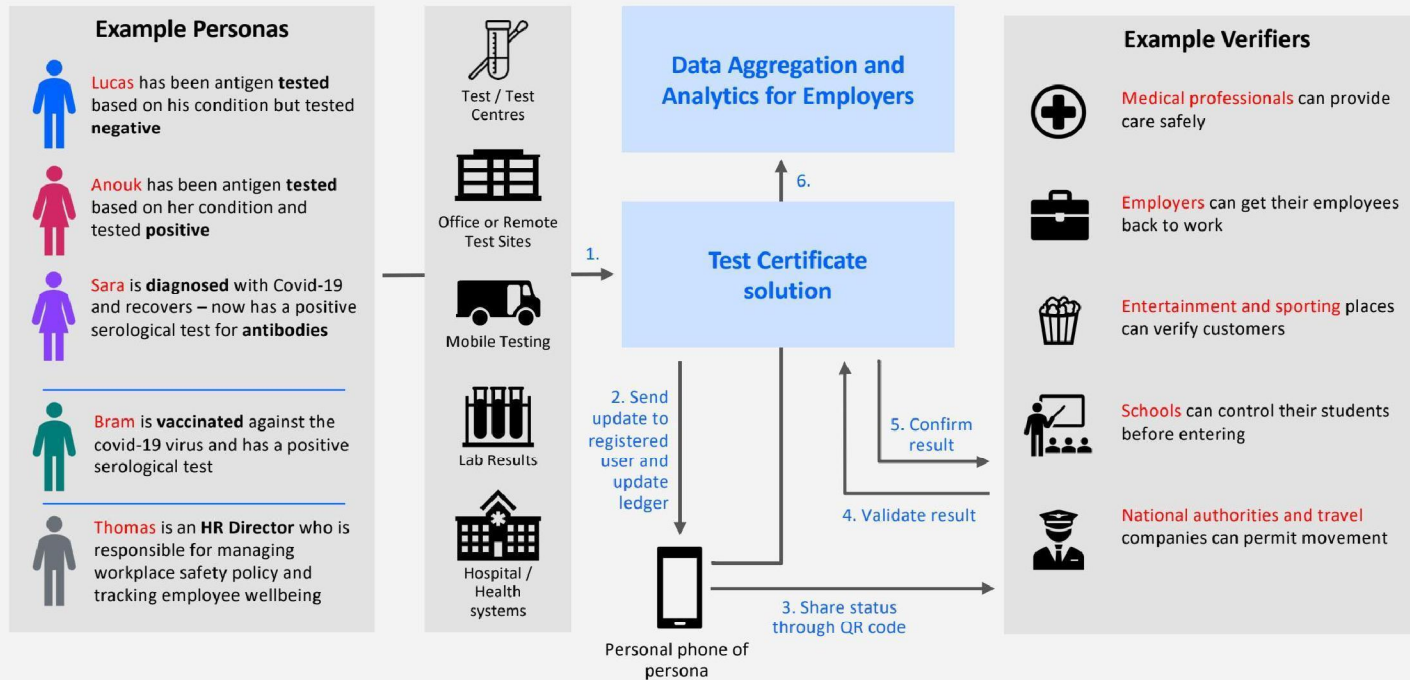 Example Personas
Lucas has been antigen tested
based on his condition but tested
negative
Anouk has been antigen tested
based on her condition and
tested positive
Sara is diagnosed with Covid-19
and recovers – now has a positive
serological test for antibodies
Bram is vaccinated against the
covid-19 virus and has a positive
serological test
Thomas is an HR Director who is
responsible for managing
workplace safety policy and
tracking employee wellbeing
Test / Test
Centres
Office or Remote
Test Sites
Mobile Testing
Lab Results
Hospital /
Health
systems
1.
Data Aggregation and
Analytics for Employers
6.
Test Certificate
solution
2. Send
update to
registered
user and
update
ledger
5. Confirm
result
4. Validate result
3. Share status
through QR code
Personal phone of
persona
Example Verifiers
Medical professionals can provide
care safely
Employers can get their employees
back to work
Entertainment and sporting places
can verify customers
Schools can control their students
before entering
National authorities and travel
companies can permit movement